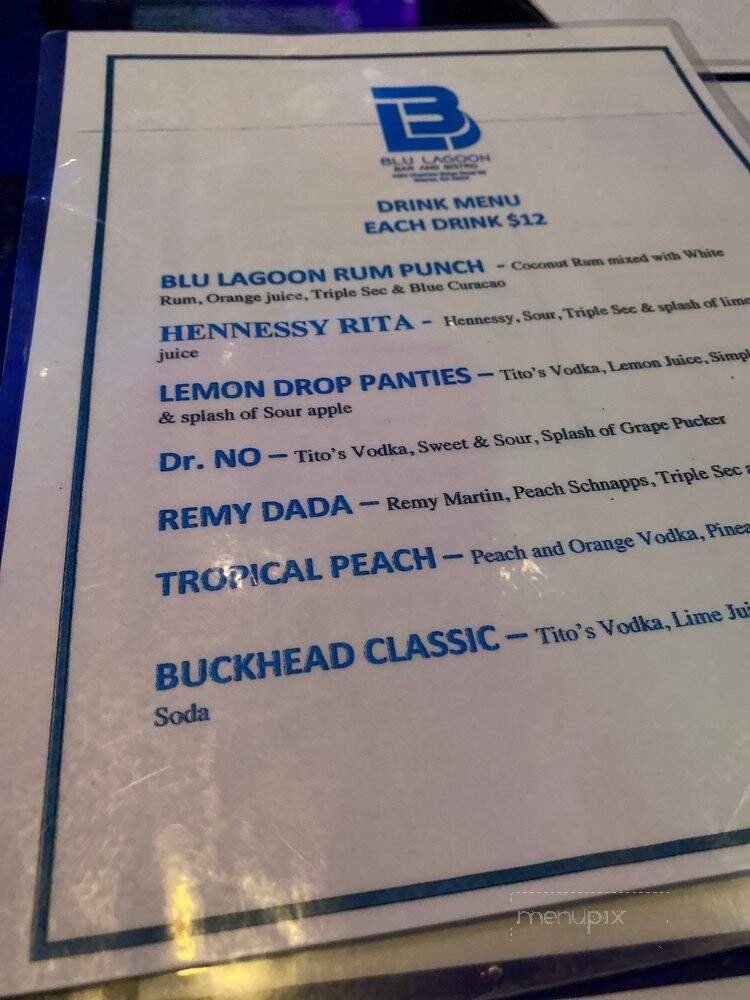 B
BLU LAGOON
BAR AND BISTRO
DRINK MENU
EACH DRINK $12
BLU LAGOON RUM PUNCH - Coconut Rum mixed with White
Rum, Orange juice, Triple Sec & Blue Curacao
HENNESSY RITA - Hennessy, Sour, Triple Sec & splash of lime
juice
LEMON DROP PANTIES – Tito's Vodka, Lemon Juice,
& splash of Sour apple
Dr. NO – Tito's Vodka, Sweet & Sour, Splash of Grape Pucker
REMY DADA – Remy Martin, Peach Schnapps, Triple Sec
TROPICAL PEACH – Peach and Orange Vodka,
BUCKHEAD CLASSIC – Tito's Vodka, Lime
Soda
menupix